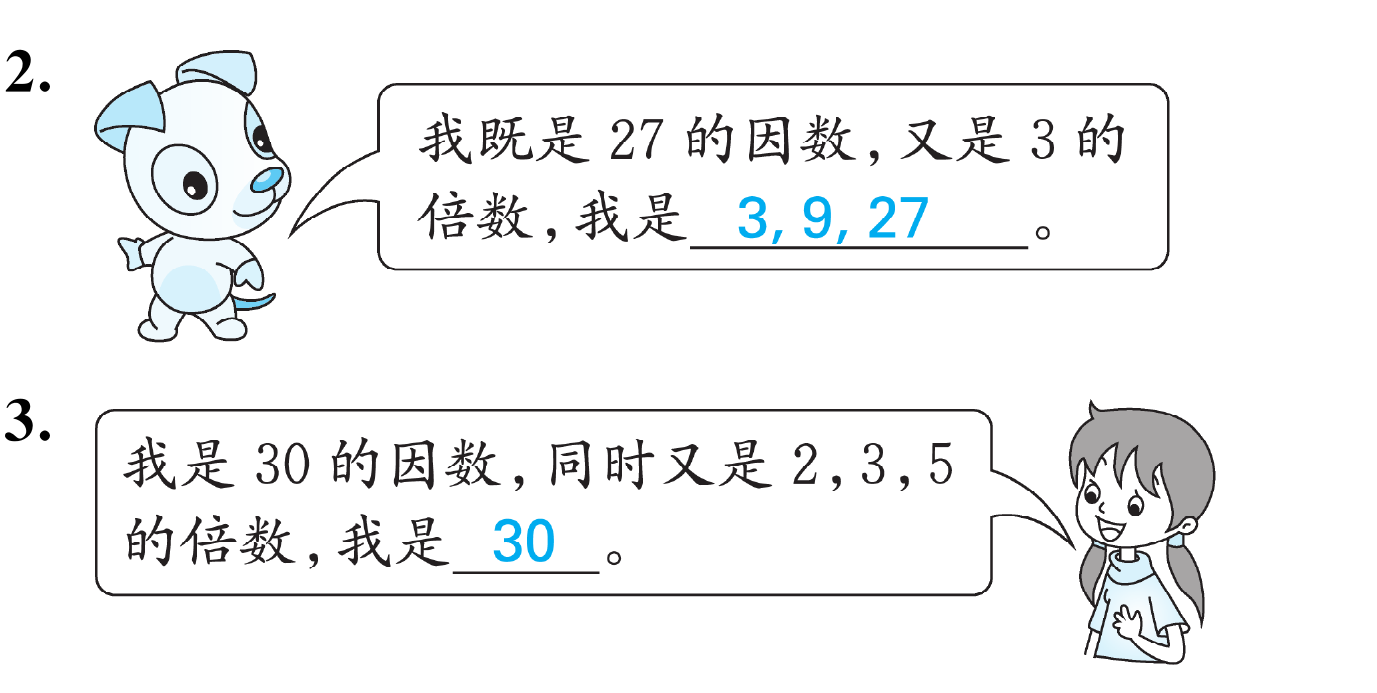 2.
我既是 27 的因数,又是 3 的
倍数,我是 3, 9, 27 。
3.
我是 30 的因数,同时又是 2,3,5
的倍数,我是 30 。